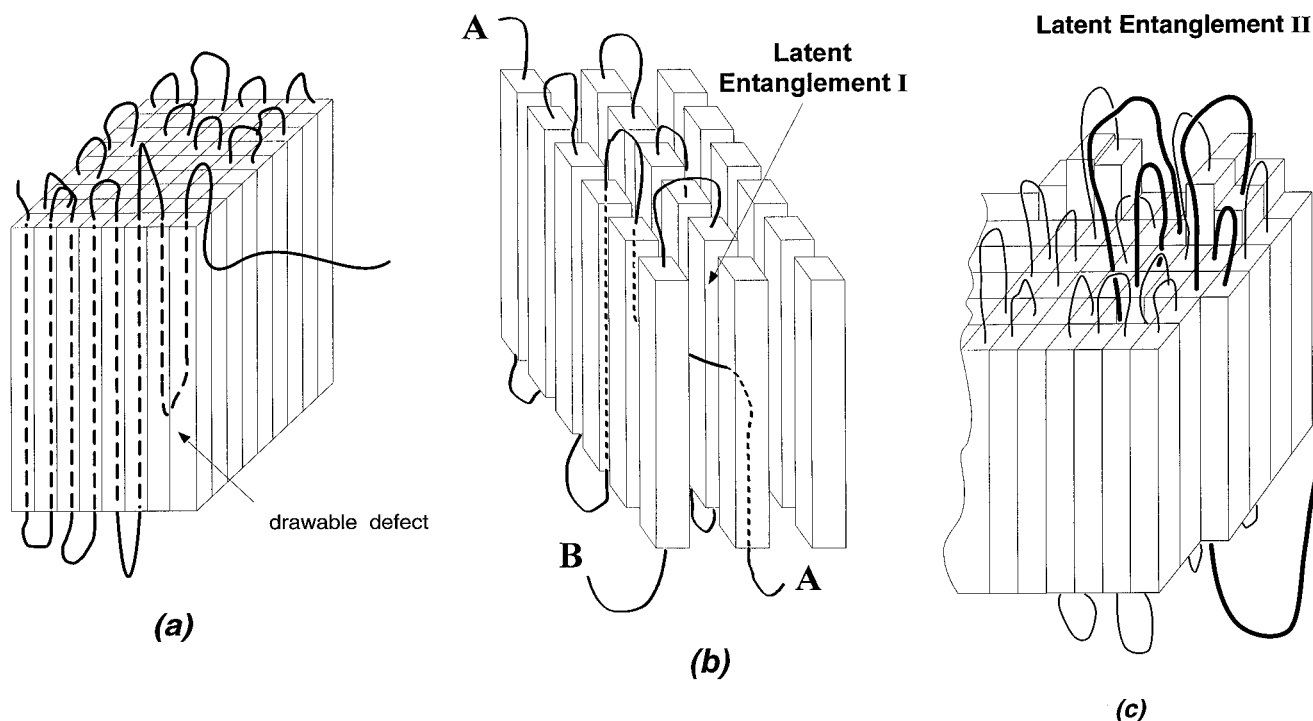 Latent Entanglement II
A
Latent
Entanglement I
drawable defect
B
A
(a)
(b)
(c)